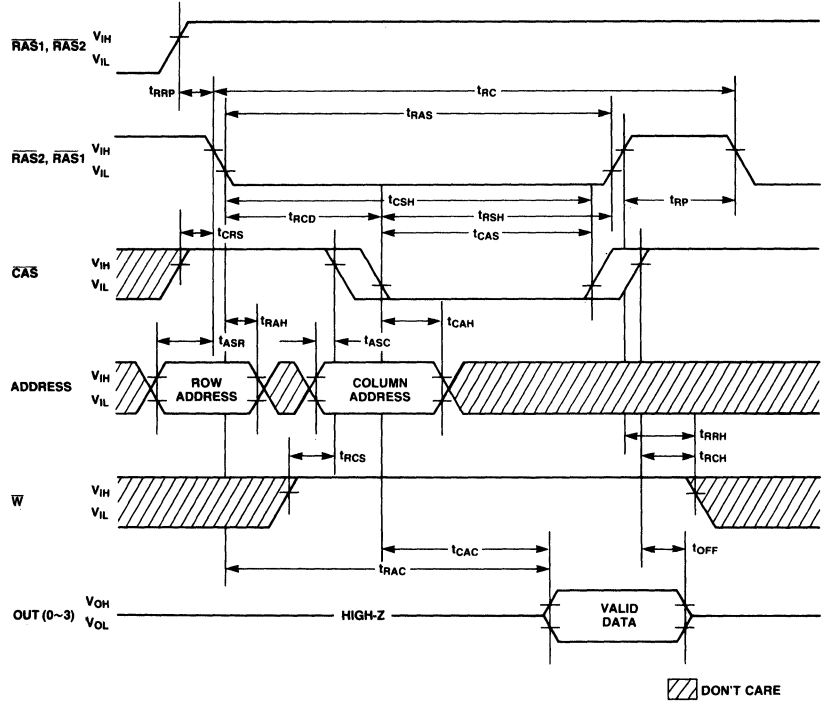 RAS1, RAS2 VIH
VIL
tRRP
tRC
tRAS
RAS2, RAS1 VIH
VIL
tCSH
tRCD
tRSH
tRP
tCRS
tCAS
CAS VIH
VIL
tRAH
tCAH
tASR
tASC
ADDRESS VIH
VIL
ROW ADDRESS
COLUMN ADDRESS
tRRH
tRCS
tRCH
W VIH
VIL
tCAC
tOFF
tRAC
OUT (0~3) VOH
VOL
HIGH-Z
VALID DATA
DON'T CARE